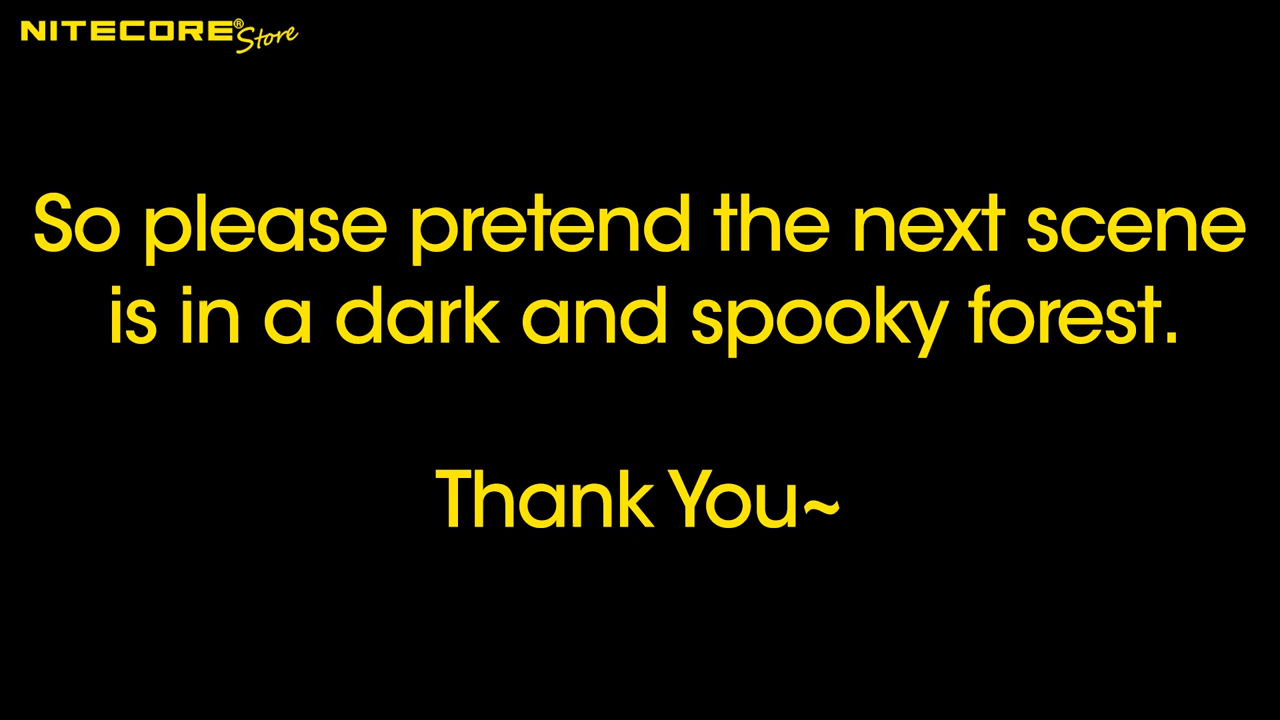 NITECORE® Store
So please pretend the next scene
is in a dark and spooky forest.
Thank You~